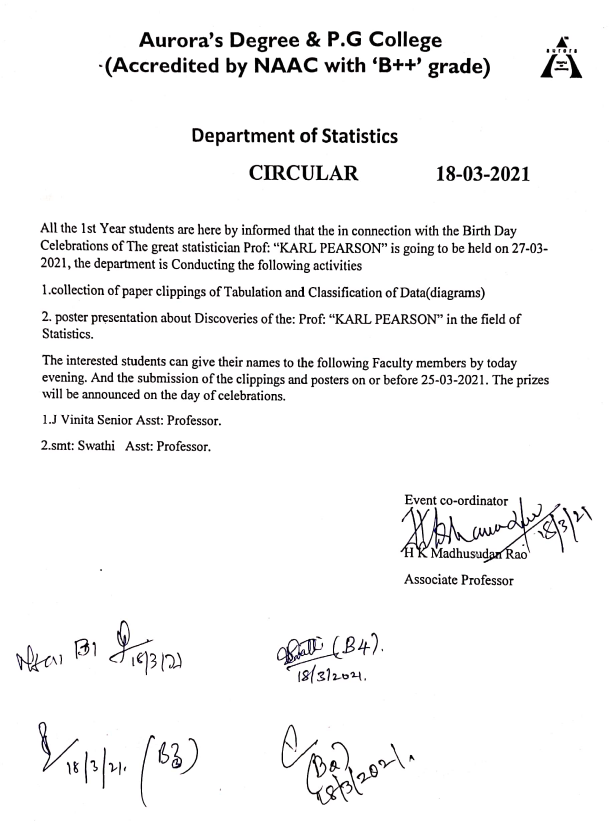 Aurora's Degree & P.G College
(Accredited by NAAC with 'B++' grade)
aurora
Department of Statistics
CIRCULAR 18-03-2021
All the 1st Year students are here by informed that the in connection with the Birth Day
Celebrations of The great statistician Prof: “KARL PEARSON” is going to be held on 27-03-
2021, the department is Conducting the following activities
1.collection of paper clippings of Tabulation and Classification of Data(diagrams)
2. poster presentation about Discoveries of the: Prof: “KARL PEARSON” in the field of
Statistics.
The interested students can give their names to the following Faculty members by today
evening. And the submission of the clippings and posters on or before 25-03-2021. The prizes
will be announced on the day of celebrations.
1.J Vinita Senior Asst: Professor.
2.smt: Swathi Asst: Professor.
Event co-ordinator
18/3/21
H K Madhusudan Rao
Associate Professor
B1 18/3/21
Swathi (B4).
18/3/2021.
18/3/21. (B3)
(Ba)
18/3/2021.